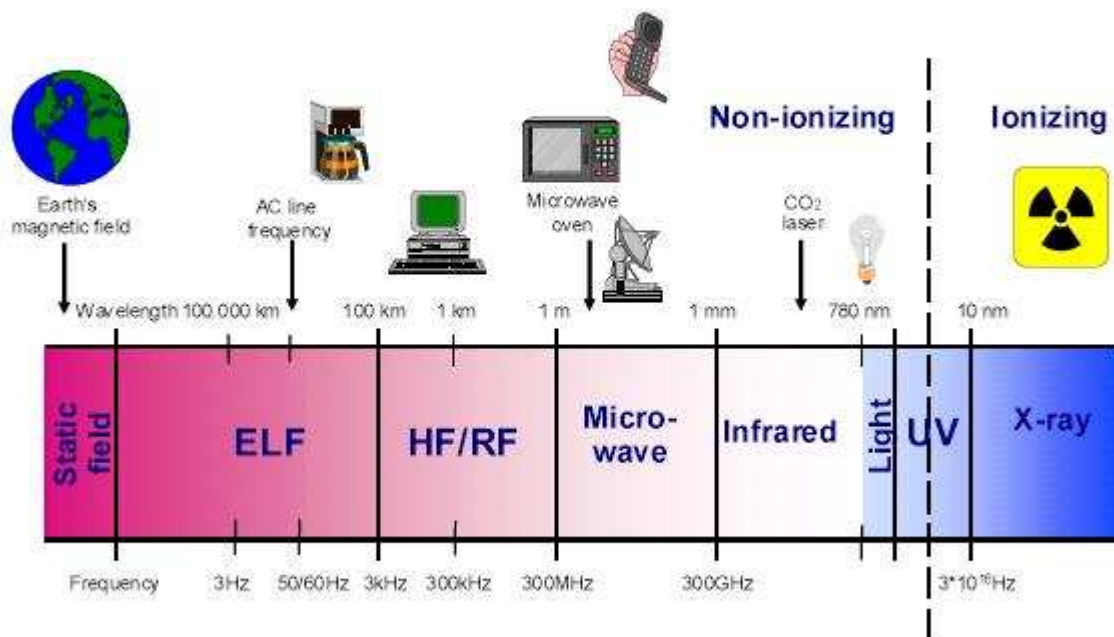 Non-ionizing
Ionizing
Earth's
magnetic field
AC line
frequency
Microwave
oven
CO₂
laser
Wavelength 100 000 km
100 km
1 km
1 m
1 mm
780 nm
10 nm
Static
field
ELF
HF/RF
Micro-
wave
Infrared
Light
UV
X-ray
Frequency
3Hz
50/60Hz
3kHz
300kHz
300MHz
300GHz
3*10¹⁶Hz